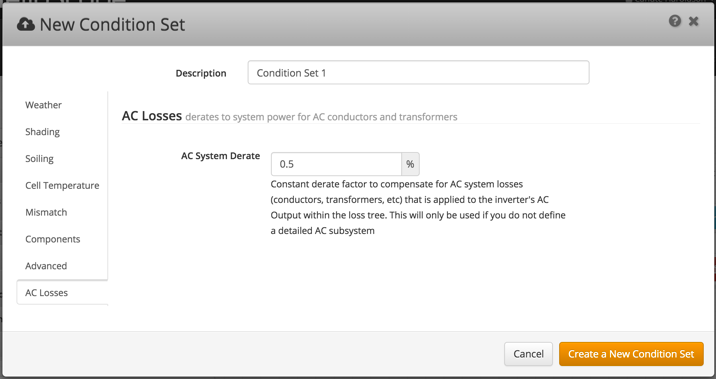 New Condition Set
Description
Condition Set 1
Weather
Shading
Soiling
Cell Temperature
Mismatch
Components
Advanced
AC Losses
AC Losses derates to system power for AC conductors and transformers
AC System Derate
0.5
%
Constant derate factor to compensate for AC system losses
(conductors, transformers, etc) that is applied to the inverter's AC
Output within the loss tree. This will only be used if you do not define
a detailed AC subsystem
Cancel
Create a New Condition Set